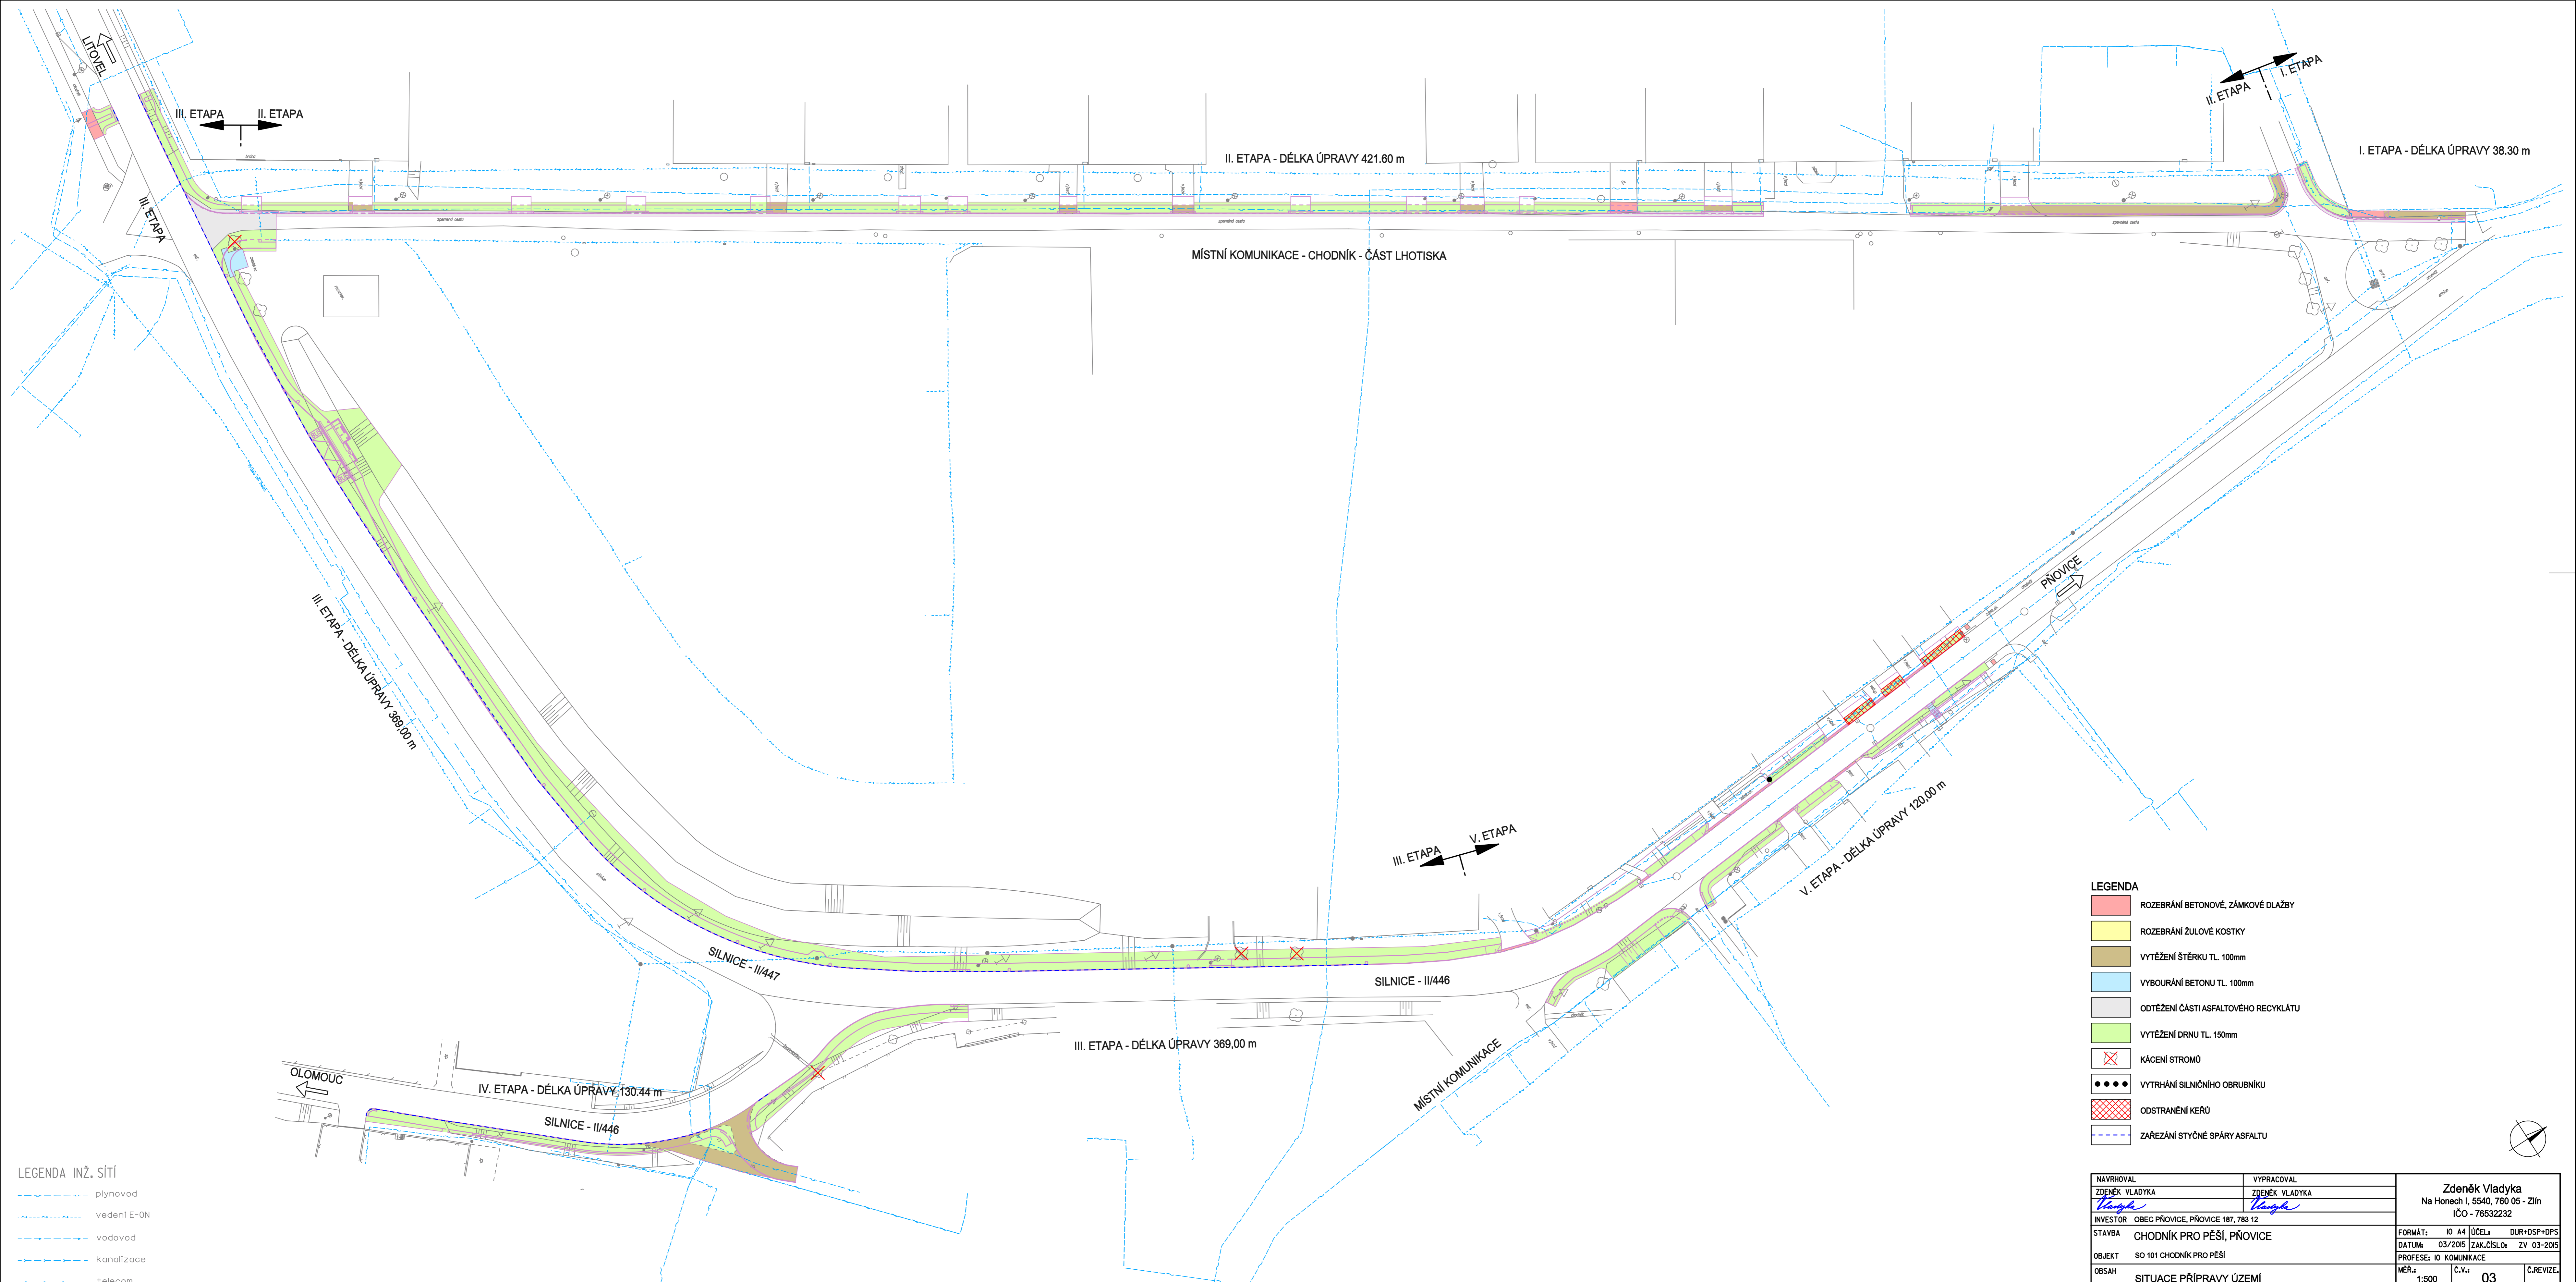 LITOVEL
III. ETAPA
II. ETAPA
III. ETAPA
II. ETAPA - DÉLKA ÚPRAVY 421.60 m
II. ETAPA
I. ETAPA
I. ETAPA - DÉLKA ÚPRAVY 38.30 m
MÍSTNÍ KOMUNIKACE - CHODNÍK - ČÁST LHOTISKA
III. ETAPA - DÉLKA ÚPRAVY 369,00 m
PŇOVICE
III. ETAPA
V. ETAPA
V. ETAPA - DÉLKA ÚPRAVY 120,00 m
SILNICE - II/447
SILNICE - II/446
III. ETAPA - DÉLKA ÚPRAVY 369,00 m
MÍSTNÍ KOMUNIKACE
OLOMOUC
IV. ETAPA - DÉLKA ÚPRAVY 130.44 m
SILNICE - II/446
LEGENDA INŽ. SÍTÍ
plynovod
vedení E-ON
vodovod
kanalizace
telecom
LEGENDA
ROZEBRÁNÍ BETONOVÉ, ZÁMKOVÉ DLAŽBY
ROZEBRÁNÍ ŽULOVÉ KOSTKY
VYTĚŽENÍ ŠTĚRKU TL. 100mm
VYBOURÁNÍ BETONU TL. 100mm
ODTĚŽENÍ ČÁSTI ASFALTOVÉHO RECYKLÁTU
VYTĚŽENÍ DRNU TL. 150mm
KÁCENÍ STROMŮ
VYTRHÁNÍ SILNIČNÍHO OBRUBNÍKU
ODSTRANĚNÍ KEŘŮ
ZAŘEZÁNÍ STYČNÉ SPÁRY ASFALTU
NAVRHOVAL
VYPRACOVAL
ZDENĚK VLADYKA
ZDENĚK VLADYKA
Vladyka
Vladyka
Zdeněk Vladyka
Na Honech I, 5540, 760 05 - Zlín
IČO - 76532232
INVESTOR OBEC PŇOVICE, PŇOVICE 187, 783 12
STAVBA CHODNÍK PRO PĚŠÍ, PŇOVICE
OBJEKT SO 101 CHODNÍK PRO PĚŠÍ
OBSAH SITUACE PŘÍPRAVY ÚZEMÍ
FORMÁT: 10 A4 ÚČEL: DUR+DSP+DPS
DATUM: 03/2015 ZAK.ČÍSLO: ZV 03-2015
PROFESE: IO KOMUNIKACE
MĚŘ.: 1:500 Č.V.: 03 Č.REVIZE.